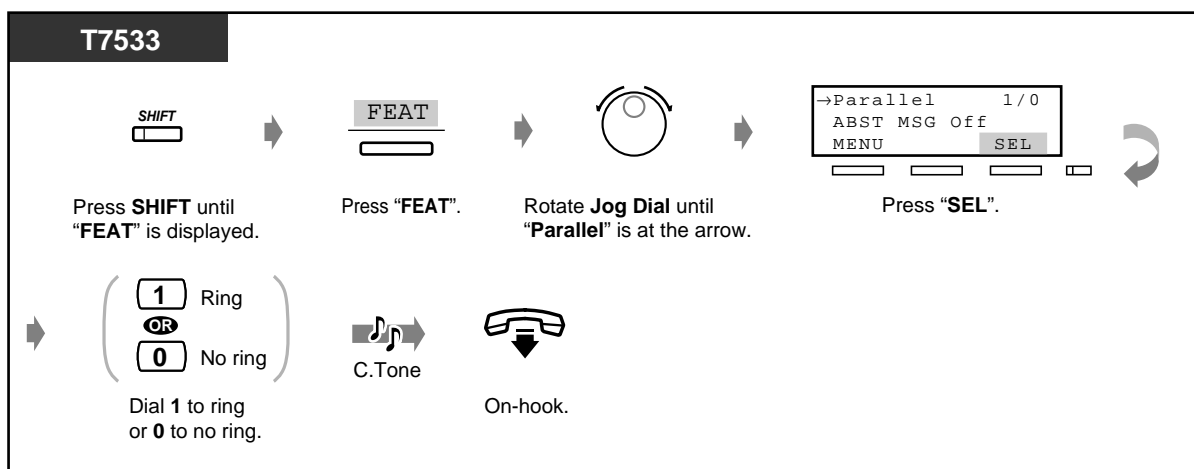 T7533
SHIFT
FEAT
→Parallel 1/0
ABST MSG Off
MENU SEL
Press SHIFT until
“FEAT” is displayed.
Press “FEAT”.
Rotate Jog Dial until
“Parallel” is at the arrow.
Press “SEL”.
1 Ring
OR
0 No ring
Dial 1 to ring
or 0 to no ring.
C.Tone
On-hook.